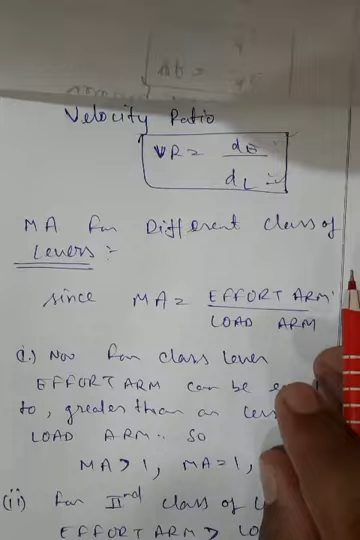 Velocity Ratio
VR = dE / dL
MA for Different class of
Levers :-
since MA = EFFORT ARM / LOAD ARM
(i.) Now for class lever
EFFORT ARM can be
to, greater than or less
LOAD ARM. so
MA > 1, MA = 1,
(ii) for IInd class of
EFFORT ARM >